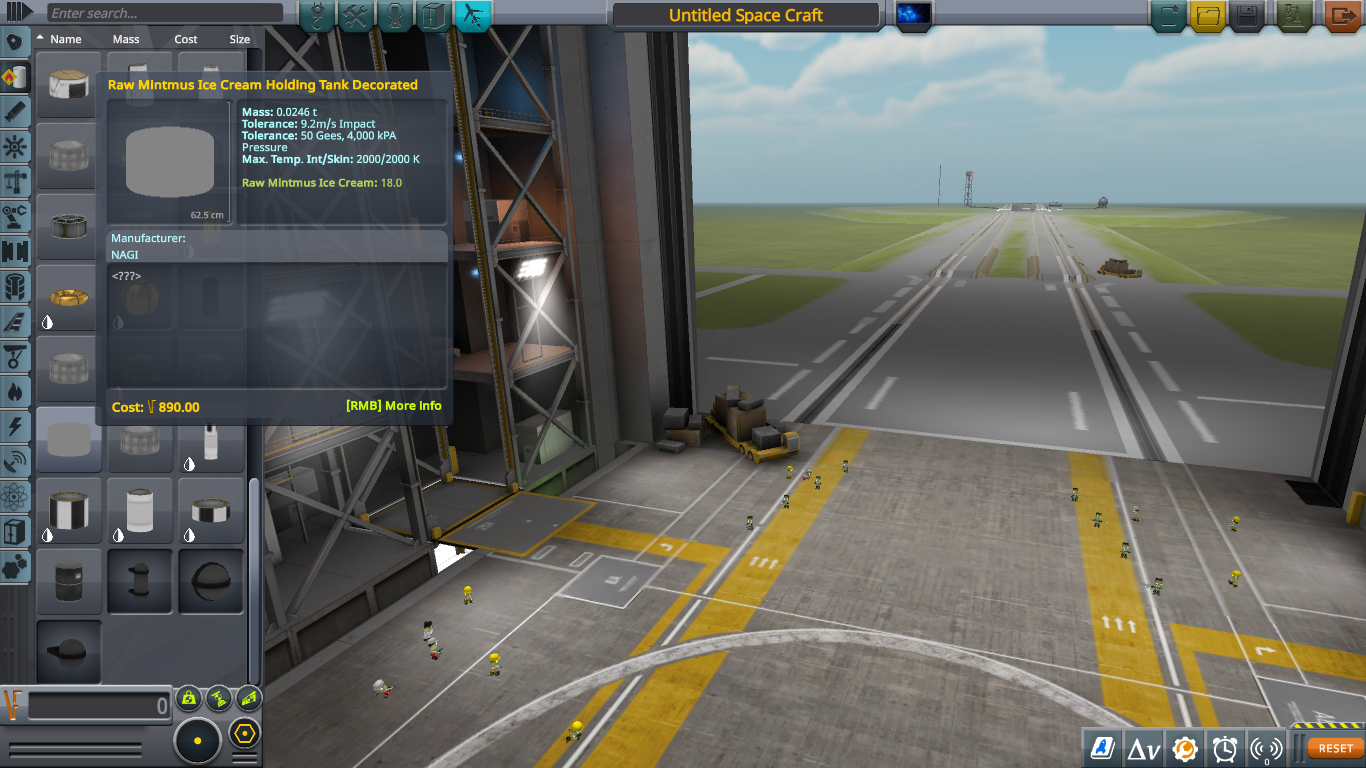 Enter search...
Untitled Space Craft
Name Mass Cost Size
Raw Mintmus Ice Cream Holding Tank Decorated
Mass: 0.0246 t
Tolerance: 9.2m/s Impact
Tolerance: 50 Gees, 4,000 kPA
Pressure
Max. Temp. Int/Skin: 2000/2000 K
Raw Mintmus Ice Cream: 18.0
62.5 cm
Manufacturer:
NAGI
<???>
Cost: 890.00 [RMB] More Info
0
Δv
0
RESET